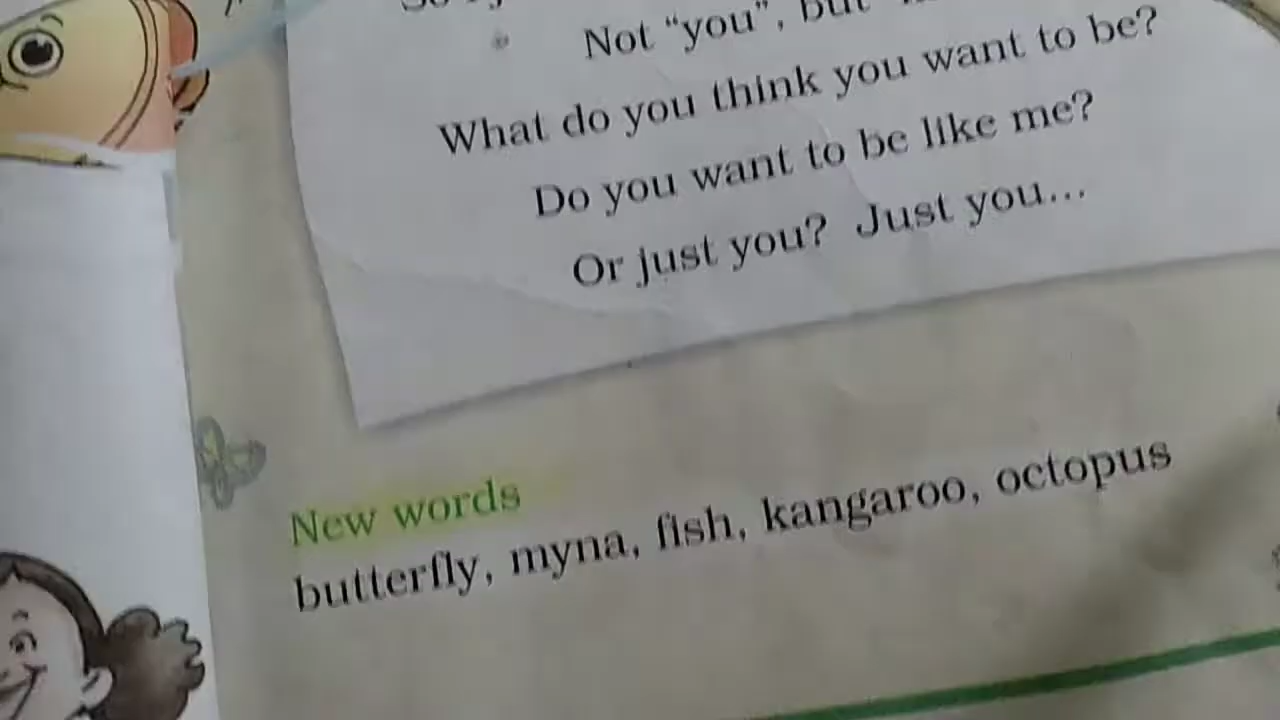 Not "you", but
What do you think you want to be?
Do you want to be like me?
Or just you? Just you...
New words
butterfly, myna, fish, kangaroo, octopus